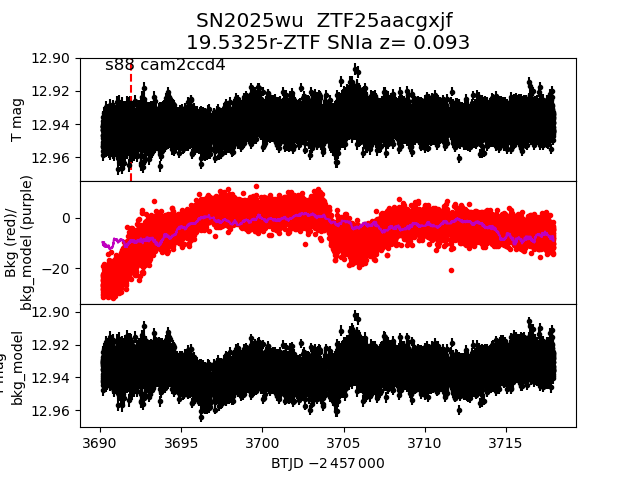 SN2025wu  ZTF25aacgxjf
19.5325r-ZTF SNIa z= 0.093
s88 cam2ccd4
12.90
12.92
12.94
12.96
T mag
0
−20
Bkg (red)/
bkg_model (purple)
12.90
12.92
12.94
12.96
mag
bkg_model
3690 3695 3700 3705 3710 3715
BTJD −2 457 000